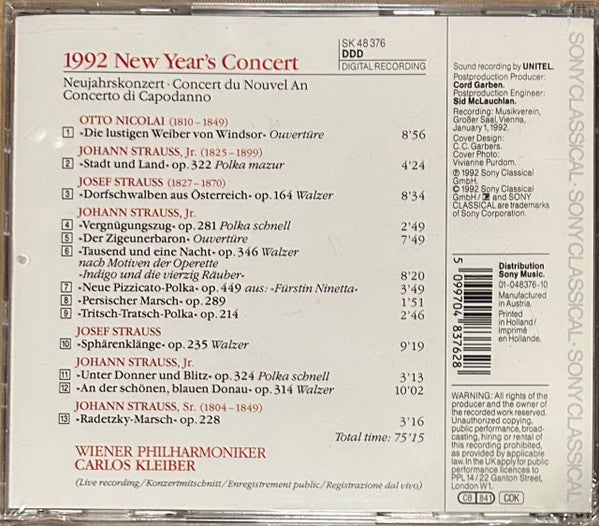 1992 New Year's Concert
SK 48 376
DDD
DIGITAL RECORDING
Neujahrskonzert · Concert du Nouvel An
Concerto di Capodanno
OTTO NICOLAI (1810–1849)
1 »Die lustigen Weiber von Windsor« Ouvertüre 8'56
JOHANN STRAUSS, Jr. (1825–1899)
2 »Stadt und Land« op. 322 Polka mazur 4'24
JOSEF STRAUSS (1827–1870)
3 »Dorfschwalben aus Österreich« op. 164 Walzer 8'34
JOHANN STRAUSS, Jr.
4 »Vergnügungszug« op. 281 Polka schnell 2'49
5 »Der Zigeunerbaron« Ouvertüre 7'49
6 »Tausend und eine Nacht« op. 346 Walzer
nach Motiven der Operette
»Indigo und die vierzig Räuber« 8'20
7 »Neue Pizzicato-Polka« op. 449 aus: »Fürstin Ninetta« 3'49
8 »Persischer Marsch« op. 289 1'51
9 »Tritsch-Tratsch-Polka« op. 214 2'46
JOSEF STRAUSS
10 »Sphärenklänge« op. 235 Walzer 9'19
JOHANN STRAUSS, Jr.
11 »Unter Donner und Blitz« op. 324 Polka schnell 3'13
12 »An der schönen, blauen Donau« op. 314 Walzer 10'02
JOHANN STRAUSS, Sr. (1804–1849)
13 »Radetzky-Marsch« op. 228 3'16
Total time: 75'15
WIENER PHILHARMONIKER
CARLOS KLEIBER
(Live recording/Konzertmitschnitt/Enregistrement public/Registrazione dal vivo)
Sound recording by UNITEL.
Postproduction Producer:
Cord Garben.
Postproduction Engineer:
Sid McLauchlan.
Recording: Musikverein,
Großer Saal, Vienna,
January 1, 1992.
Cover Design:
C. C. Garbers.
Cover Photo:
Vivianne Purdom.
℗ 1992 Sony Classical
GmbH.
© 1992 Sony Classical
GmbH/ and SONY
CLASSICAL are trademarks
of Sony Corporation.
5 099704 837628
Distribution
Sony Music.
01-048376-10
Manufactured
in Austria.
Printed
in Holland/
Imprimé
en Hollande.
WARNING: All rights of the
producer and the owner of
the recorded work reserved.
Unauthorized copying,
public performance, broad-
casting, hiring or rental of
this recording prohibited,
as provided by applicable
law. In the UK apply for public
performance licences to
PPL 14/22 Ganton Street,
London W1.
CB 841 CDK
SONY CLASSICAL · SONY CLASSICAL · SONY CLASSICAL